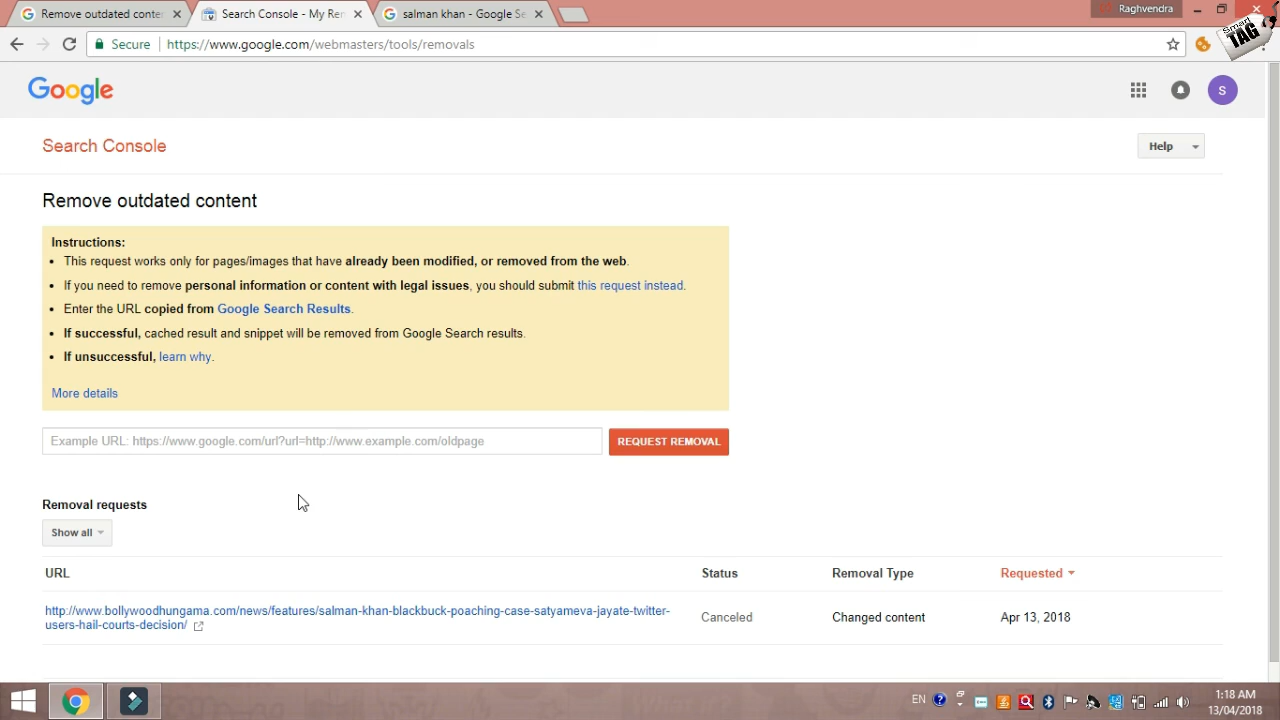 Remove outdated conten
Search Console - My Rem
salman khan - Google Se
Raghvendra
Smart
TAG
Secure
https://www.google.com/webmasters/tools/removals
Google
S
Search Console
Help
Remove outdated content
Instructions:
This request works only for pages/images that have already been modified, or removed from the web.
If you need to remove personal information or content with legal issues, you should submit this request instead.
Enter the URL copied from Google Search Results.
If successful, cached result and snippet will be removed from Google Search results.
If unsuccessful, learn why.
More details
Example URL: https://www.google.com/url?url=http://www.example.com/oldpage
REQUEST REMOVAL
Removal requests
Show all
URL Status Removal Type Requested
http://www.bollywoodhungama.com/news/features/salman-khan-blackbuck-poaching-case-satyameva-jayate-twitter-
users-hail-courts-decision/
Canceled Changed content Apr 13, 2018
EN
1:18 AM
13/04/2018